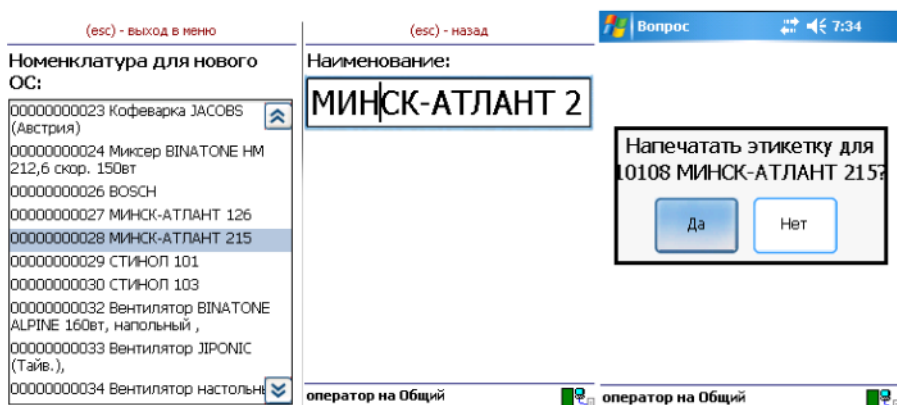 (esc) - выход в меню
Номенклатура для нового
ОС:
00000000023 Кофеварка JACOBS
(Австрия)
00000000024 Миксер BINATONE HM
212,6 скор. 150вт
00000000026 BOSCH
00000000027 МИНСК-АТЛАНТ 126
00000000028 МИНСК-АТЛАНТ 215
00000000029 СТИНОЛ 101
00000000030 СТИНОЛ 103
00000000032 Вентилятор BINATONE
ALPINE 160вт, напольный ,
00000000033 Вентилятор JIPONIC
(Тайв.),
00000000034 Вентилятор настольн
(esc) - назад
Наименование:
МИНСК-АТЛАНТ 2
оператор на Общий
Вопрос 7:34
Напечатать этикетку для
10108 МИНСК-АТЛАНТ 215?
Да
Нет
оператор на Общий